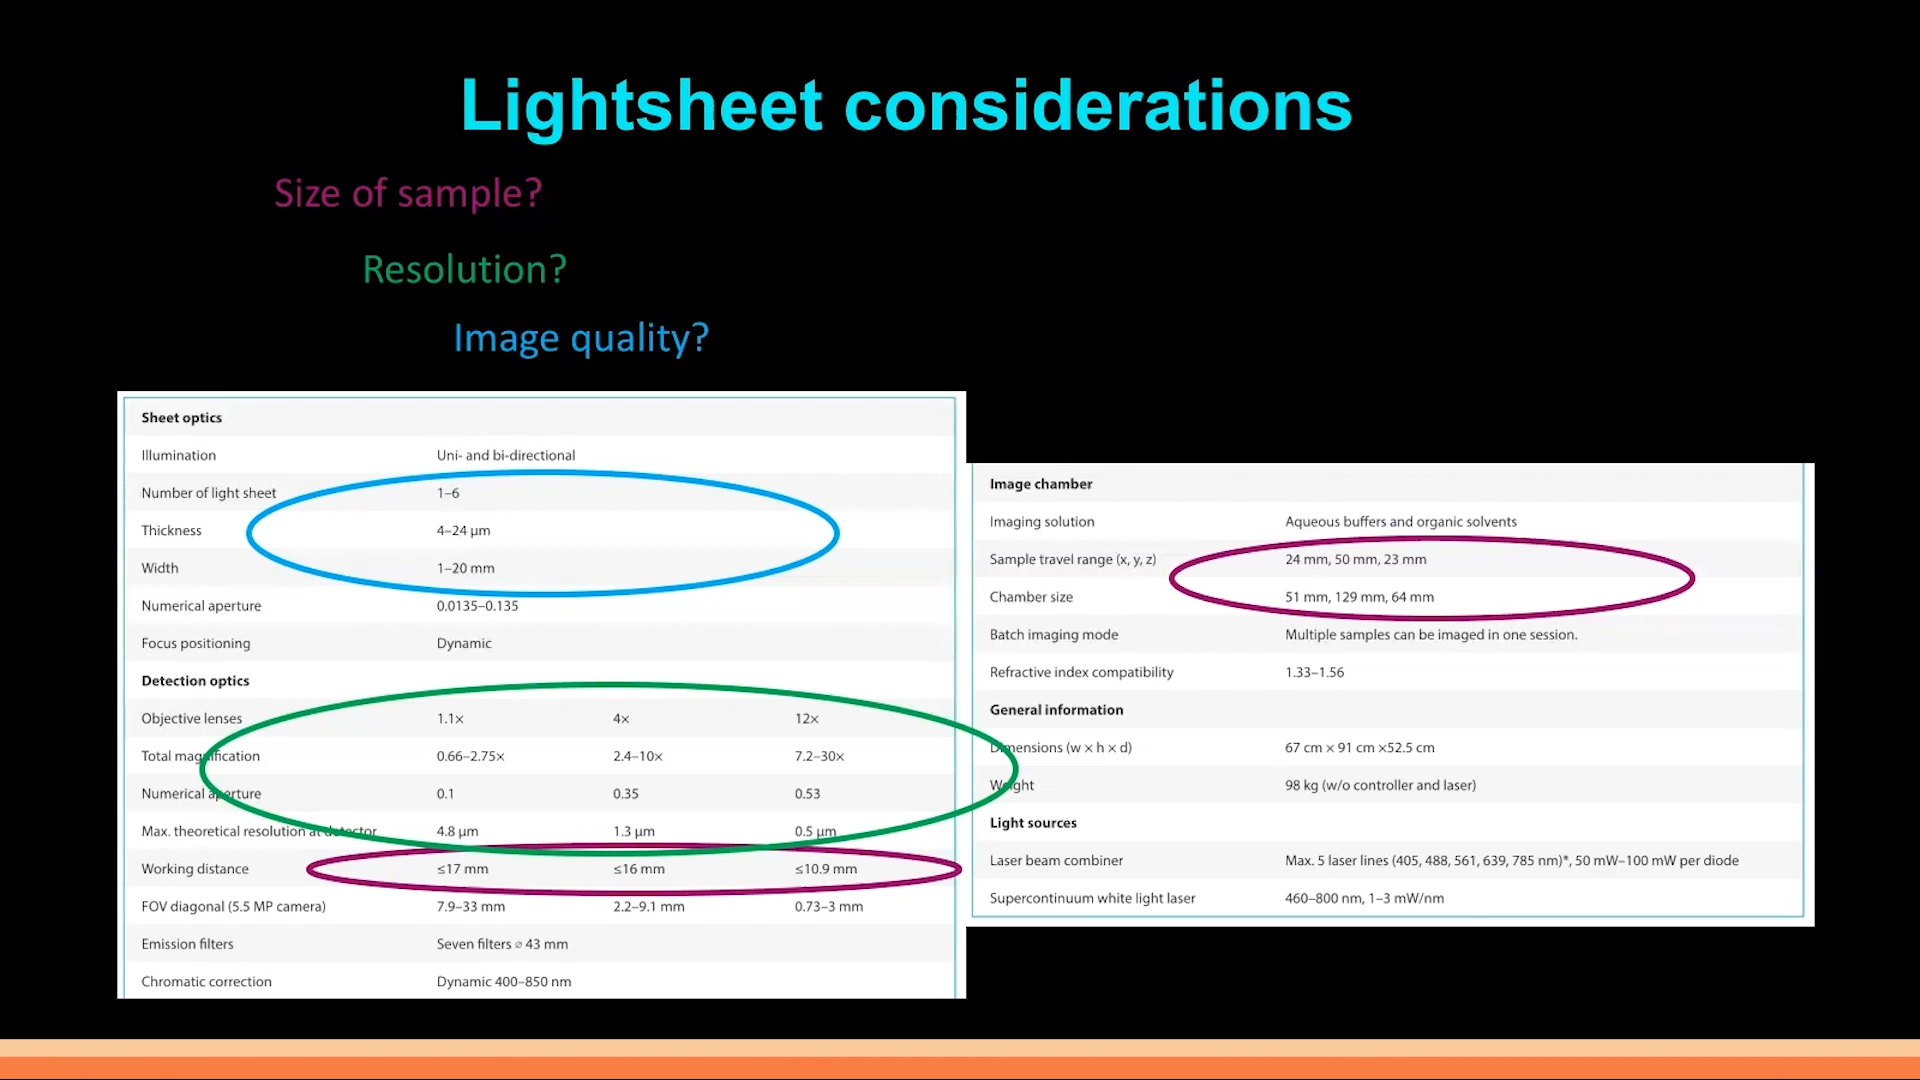 Lightsheet considerations
Size of sample?
Resolution?
Image quality?
Sheet optics
Illumination Uni- and bi-directional
Number of light sheet 1–6
Thickness 4–24 µm
Width 1–20 mm
Numerical aperture 0.0135–0.135
Focus positioning Dynamic
Detection optics
Objective lenses 1.1× 4× 12×
Total magnification 0.66–2.75× 2.4–10× 7.2–30×
Numerical aperture 0.1 0.35 0.53
Max. theoretical resolution at detector 4.8 µm 1.3 µm 0.5 µm
Working distance ≤17 mm ≤16 mm ≤10.9 mm
FOV diagonal (5.5 MP camera) 7.9–33 mm 2.2–9.1 mm 0.73–3 mm
Emission filters Seven filters ⌀ 43 mm
Chromatic correction Dynamic 400–850 nm
Image chamber
Imaging solution Aqueous buffers and organic solvents
Sample travel range (x, y, z) 24 mm, 50 mm, 23 mm
Chamber size 51 mm, 129 mm, 64 mm
Batch imaging mode Multiple samples can be imaged in one session.
Refractive index compatibility 1.33–1.56
General information
Dimensions (w × h × d) 67 cm × 91 cm ×52.5 cm
Weight 98 kg (w/o controller and laser)
Light sources
Laser beam combiner Max. 5 laser lines (405, 488, 561, 639, 785 nm)*, 50 mW–100 mW per diode
Supercontinuum white light laser 460–800 nm, 1–3 mW/nm